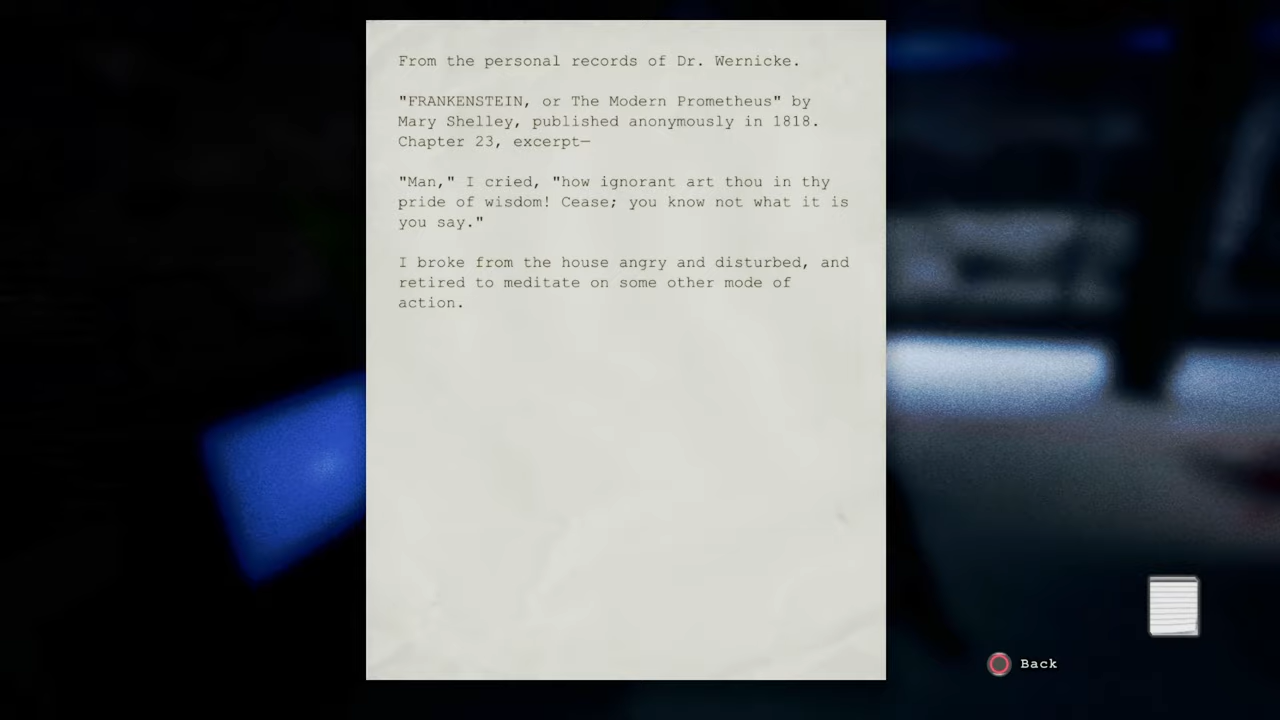 From the personal records of Dr. Wernicke.
"FRANKENSTEIN, or The Modern Prometheus" by
Mary Shelley, published anonymously in 1818.
Chapter 23, excerpt—
"Man," I cried, "how ignorant art thou in thy
pride of wisdom! Cease; you know not what it is
you say."
I broke from the house angry and disturbed, and
retired to meditate on some other mode of
action.
Back